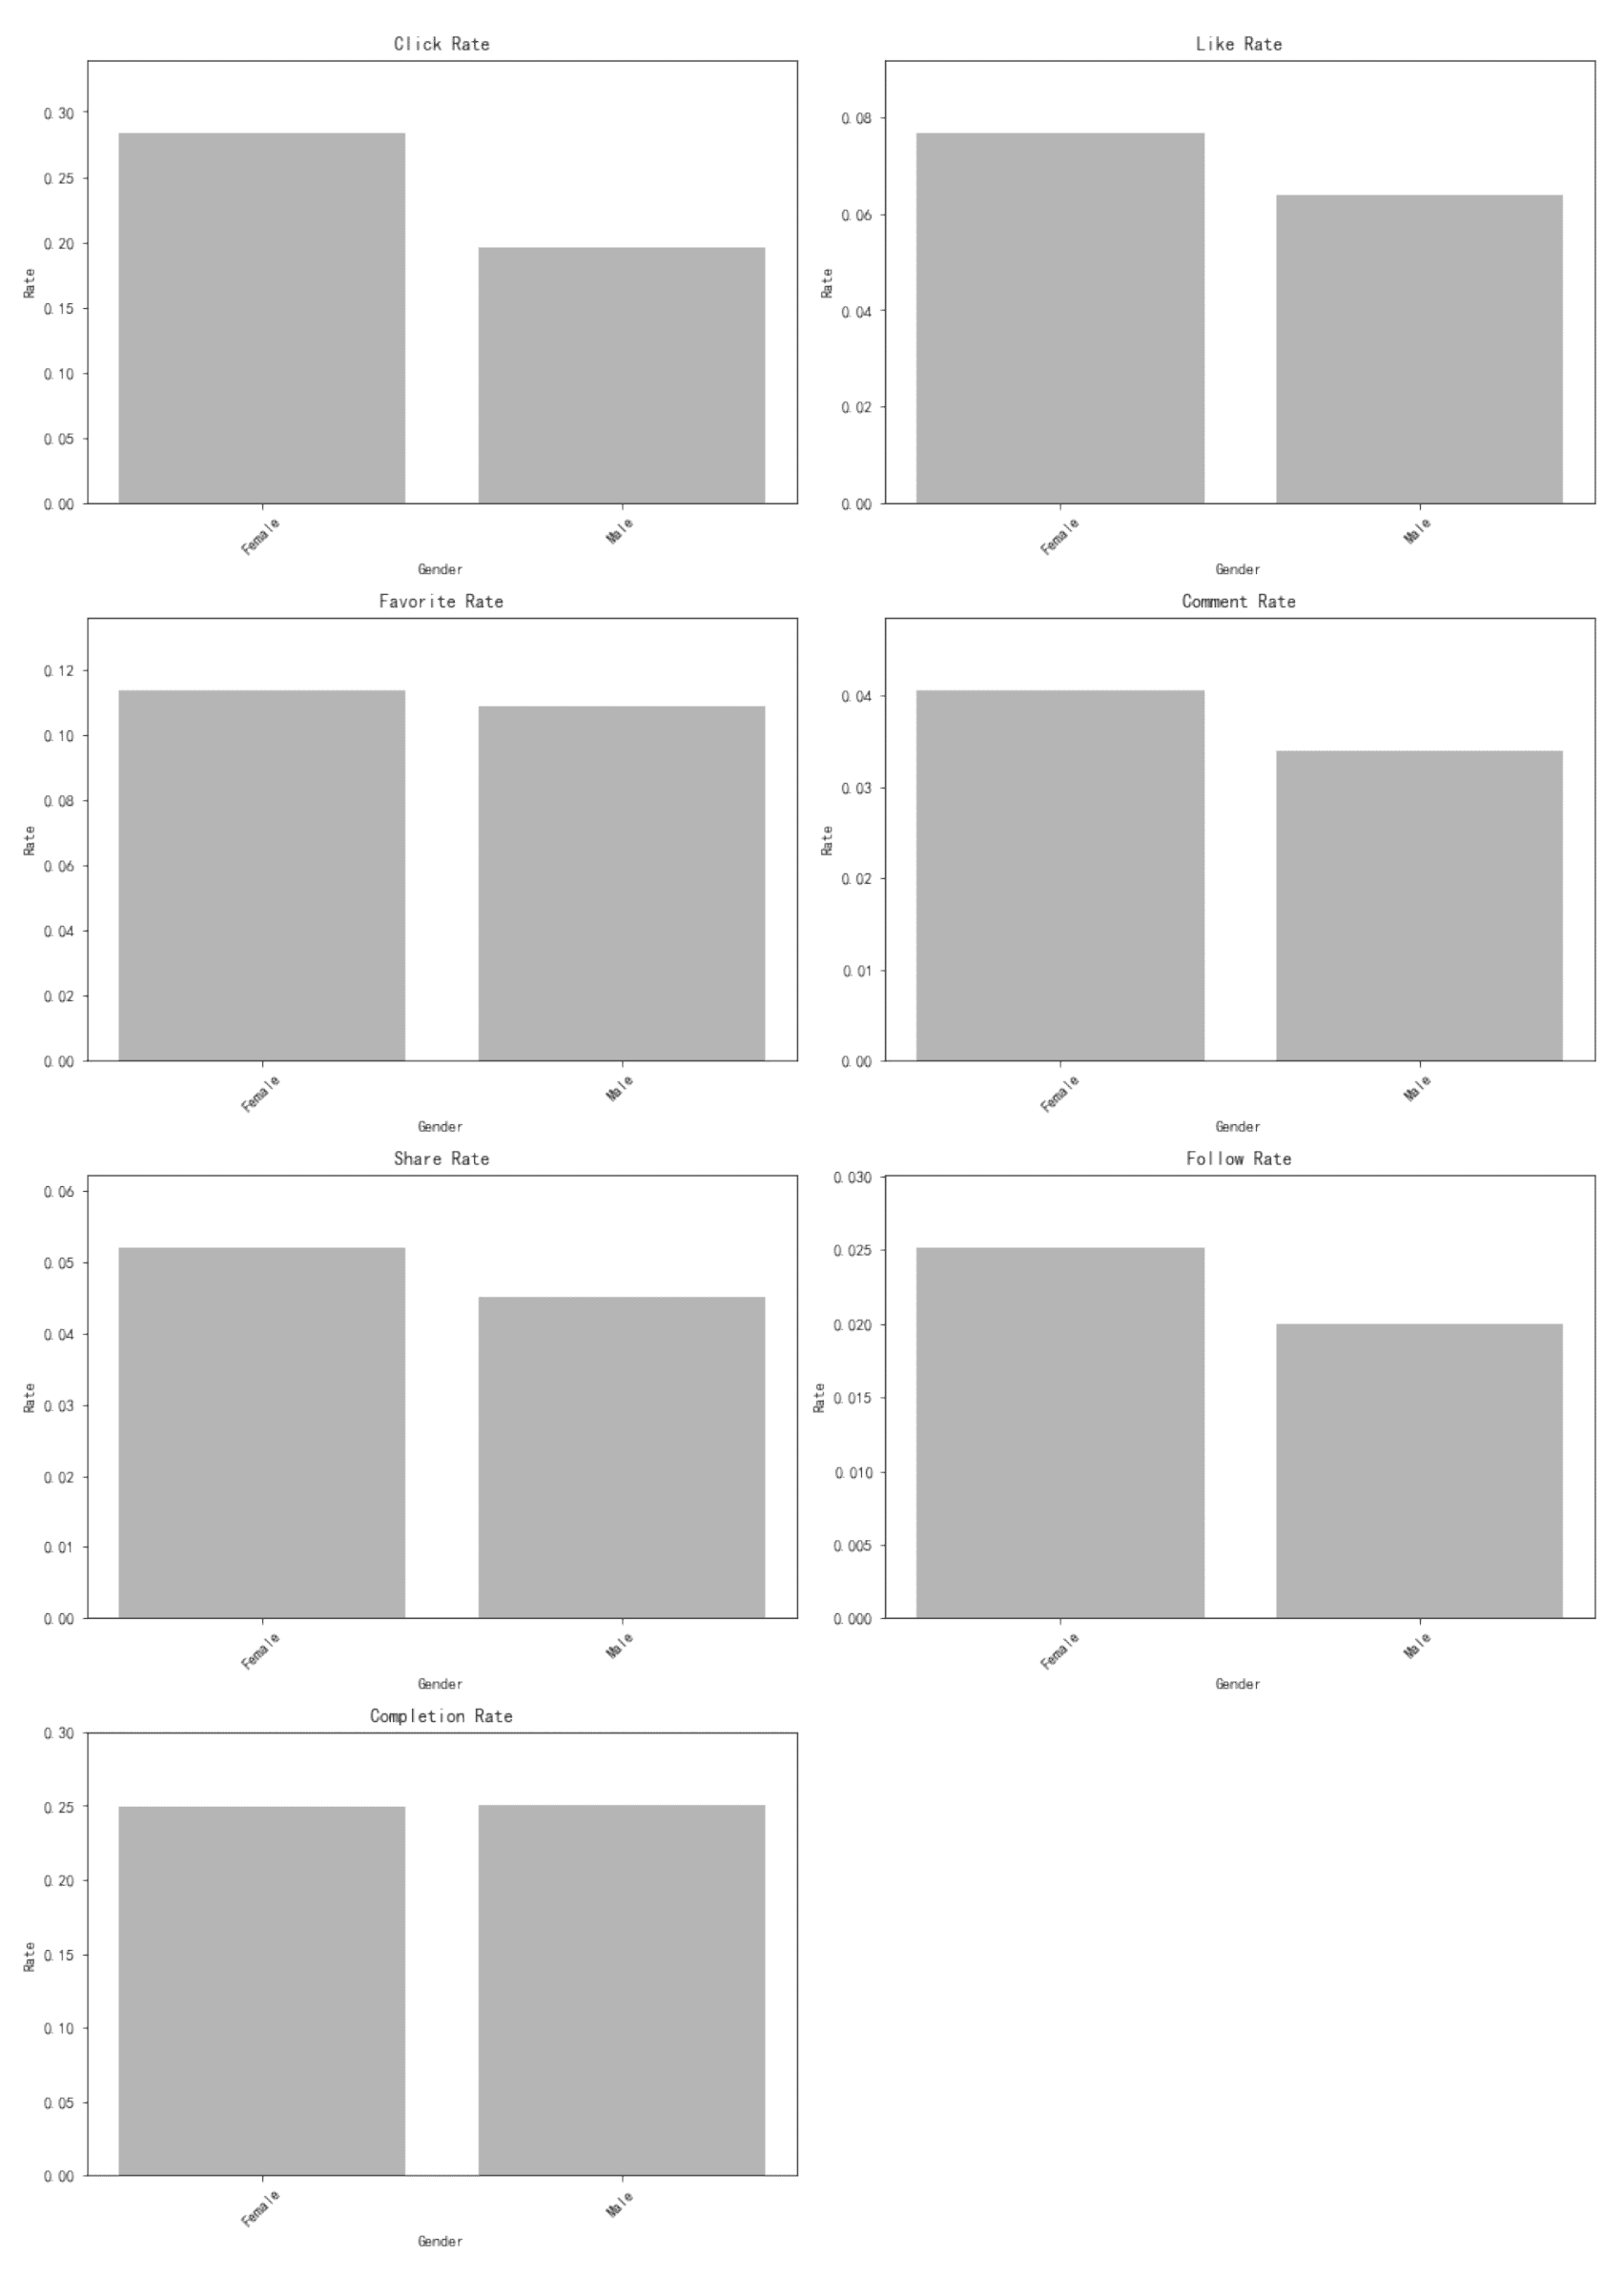 Click Rate
0.30
0.25
0.20
0.15
0.10
0.05
0.00
Rate
Female
Male
Gender
Like Rate
0.08
0.06
0.04
0.02
0.00
Rate
Female
Male
Gender
Favorite Rate
0.12
0.10
0.08
0.06
0.04
0.02
0.00
Rate
Female
Male
Gender
Comment Rate
0.04
0.03
0.02
0.01
0.00
Rate
Female
Male
Gender
Share Rate
0.06
0.05
0.04
0.03
0.02
0.01
0.00
Rate
Female
Male
Gender
Follow Rate
0.030
0.025
0.020
0.015
0.010
0.005
0.000
Rate
Female
Male
Gender
Completion Rate
0.30
0.25
0.20
0.15
0.10
0.05
0.00
Rate
Female
Male
Gender